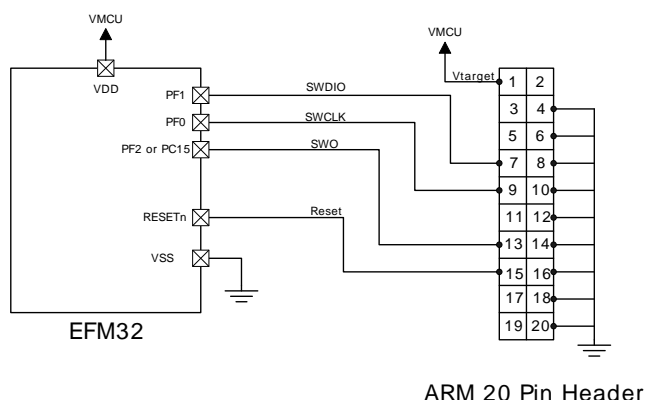 VMCU
VMCU
VDD
Vtarget
1 2
PF1
SWDIO
3 4
PF0
SWCLK
5 6
PF2 or PC15
SWO
7 8
9 10
RESETn
Reset
11 12
VSS
13 14
15 16
17 18
19 20
EFM32
ARM 20 Pin Header